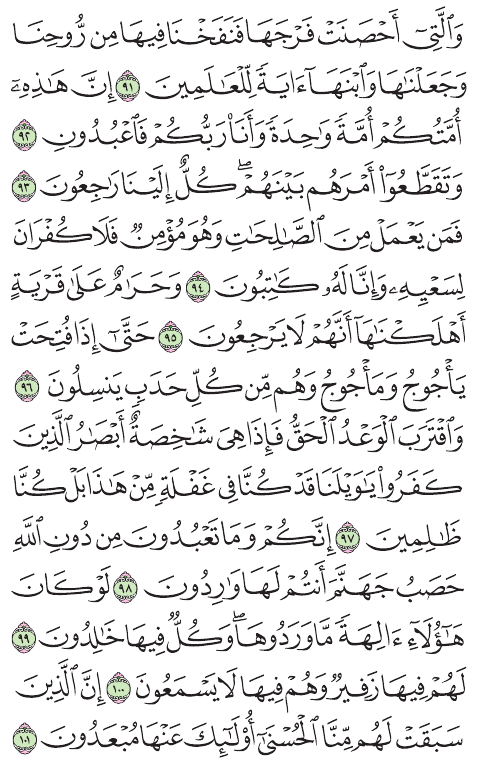 وَٱلَّتِيٓ أَحۡصَنَتۡ فَرۡجَهَا فَنَفَخۡنَا فِيهَا مِن رُّوحِنَا
وَجَعَلۡنَٰهَا وَٱبۡنَهَآ ءَايَةٗ لِّلۡعَٰلَمِينَ ٩١ إِنَّ هَٰذِهِۦٓ
أُمَّتُكُمۡ أُمَّةٗ وَٰحِدَةٗ وَأَنَا۠ رَبُّكُمۡ فَٱعۡبُدُونِ ٩٢
وَتَقَطَّعُوٓاْ أَمۡرَهُم بَيۡنَهُمۡۖ كُلٌّ إِلَيۡنَا رَٰجِعُونَ ٩٣
فَمَن يَعۡمَلۡ مِنَ ٱلصَّٰلِحَٰتِ وَهُوَ مُؤۡمِنٞ فَلَا كُفۡرَانَ
لِسَعۡيِهِۦ وَإِنَّا لَهُۥ كَٰتِبُونَ ٩٤ وَحَرَٰمٌ عَلَىٰ قَرۡيَةٍ
أَهۡلَكۡنَٰهَآ أَنَّهُمۡ لَا يَرۡجِعُونَ ٩٥ حَتَّىٰٓ إِذَا فُتِحَتۡ
يَأۡجُوجُ وَمَأۡجُوجُ وَهُم مِّن كُلِّ حَدَبٖ يَنسِلُونَ ٩٦
وَٱقۡتَرَبَ ٱلۡوَعۡدُ ٱلۡحَقُّ فَإِذَا هِيَ شَٰخِصَةٌ أَبۡصَٰرُ ٱلَّذِينَ
كَفَرُواْ يَٰوَيۡلَنَا قَدۡ كُنَّا فِي غَفۡلَةٖ مِّنۡ هَٰذَا بَلۡ كُنَّا
ظَٰلِمِينَ ٩٧ إِنَّكُمۡ وَمَا تَعۡبُدُونَ مِن دُونِ ٱللَّهِ
حَصَبُ جَهَنَّمَ أَنتُمۡ لَهَا وَٰرِدُونَ ٩٨ لَوۡ كَانَ
هَٰٓؤُلَآءِ ءَالِهَةٗ مَّا وَرَدُوهَاۖ وَكُلّٞ فِيهَا خَٰلِدُونَ ٩٩
لَهُمۡ فِيهَا زَفِيرٞ وَهُمۡ فِيهَا لَا يَسۡمَعُونَ ١٠٠ إِنَّ ٱلَّذِينَ
سَبَقَتۡ لَهُم مِّنَّا ٱلۡحُسۡنَىٰٓ أُوْلَٰٓئِكَ عَنۡهَا مُبۡعَدُونَ ١٠١